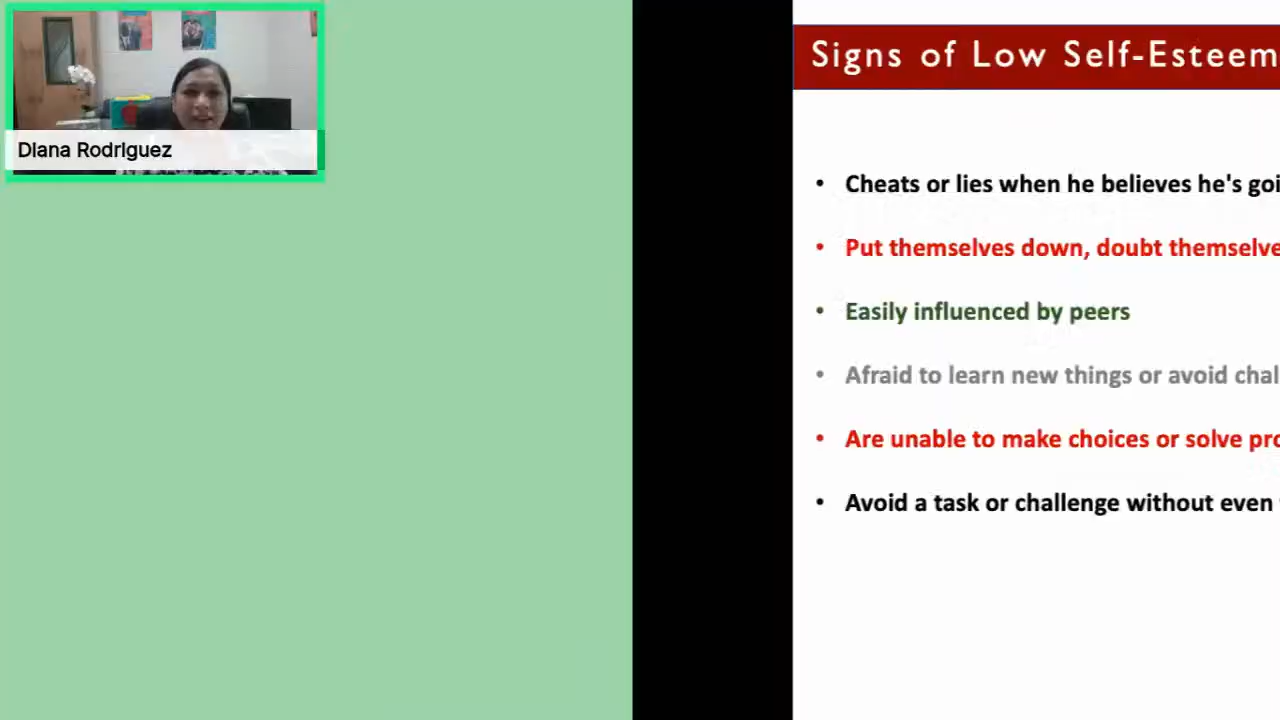 Diana Rodriguez
Signs of Low Self-Esteem
• Cheats or lies when he believes he's goi
• Put themselves down, doubt themselve
• Easily influenced by peers
• Afraid to learn new things or avoid chal
• Are unable to make choices or solve pro
• Avoid a task or challenge without even